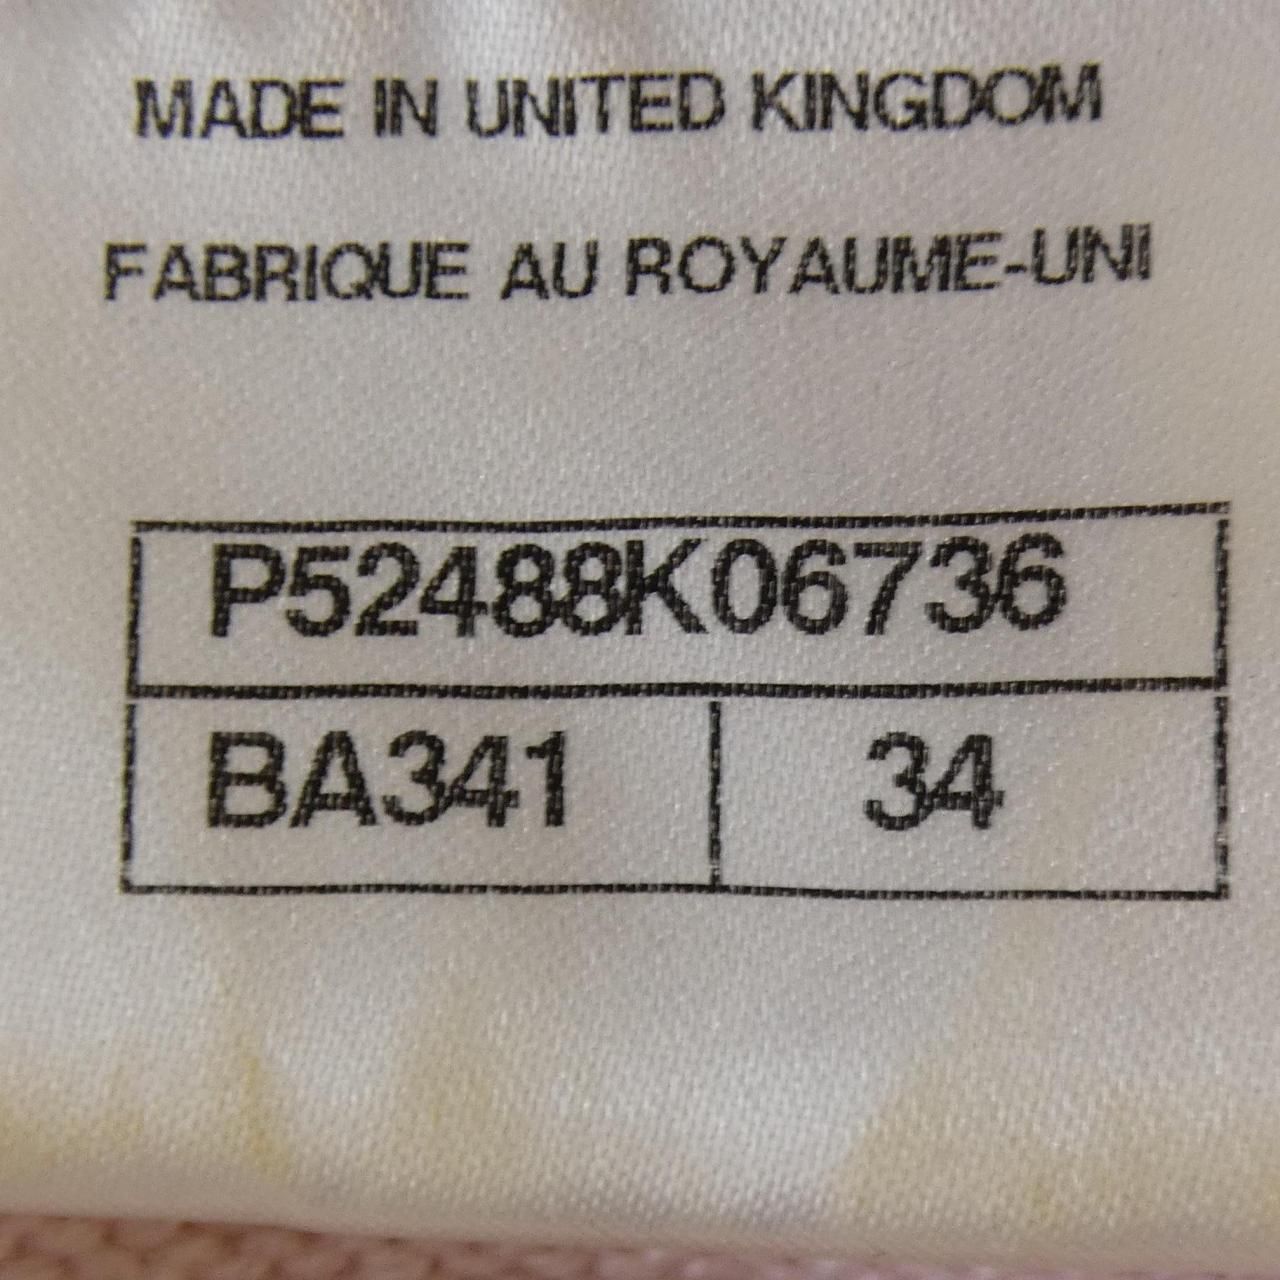 MADE IN UNITED KINGDOM
FABRIQUE AU ROYAUME-UNI
P52488K06736
BA341 34